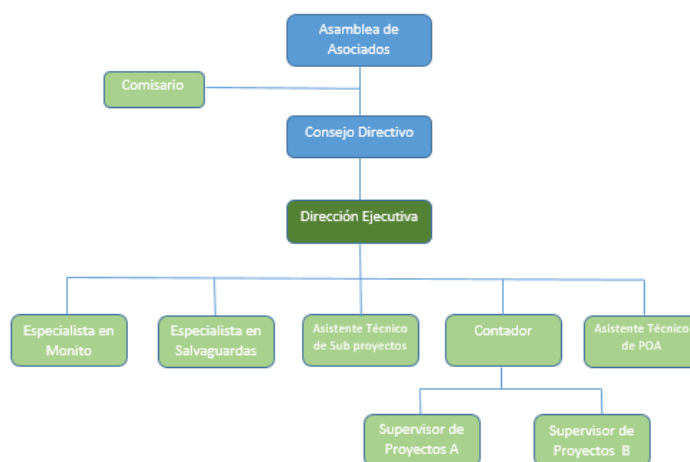 Asamblea de
Asociados
Comisario
Consejo Directivo
Dirección Ejecutiva
Especialista en
Monito
Especialista en
Salvaguardas
Asistente Técnico
de Sub proyectos
Contador
Asistente Técnico
de POA
Supervisor de
Proyectos A
Supervisor de
Proyectos B